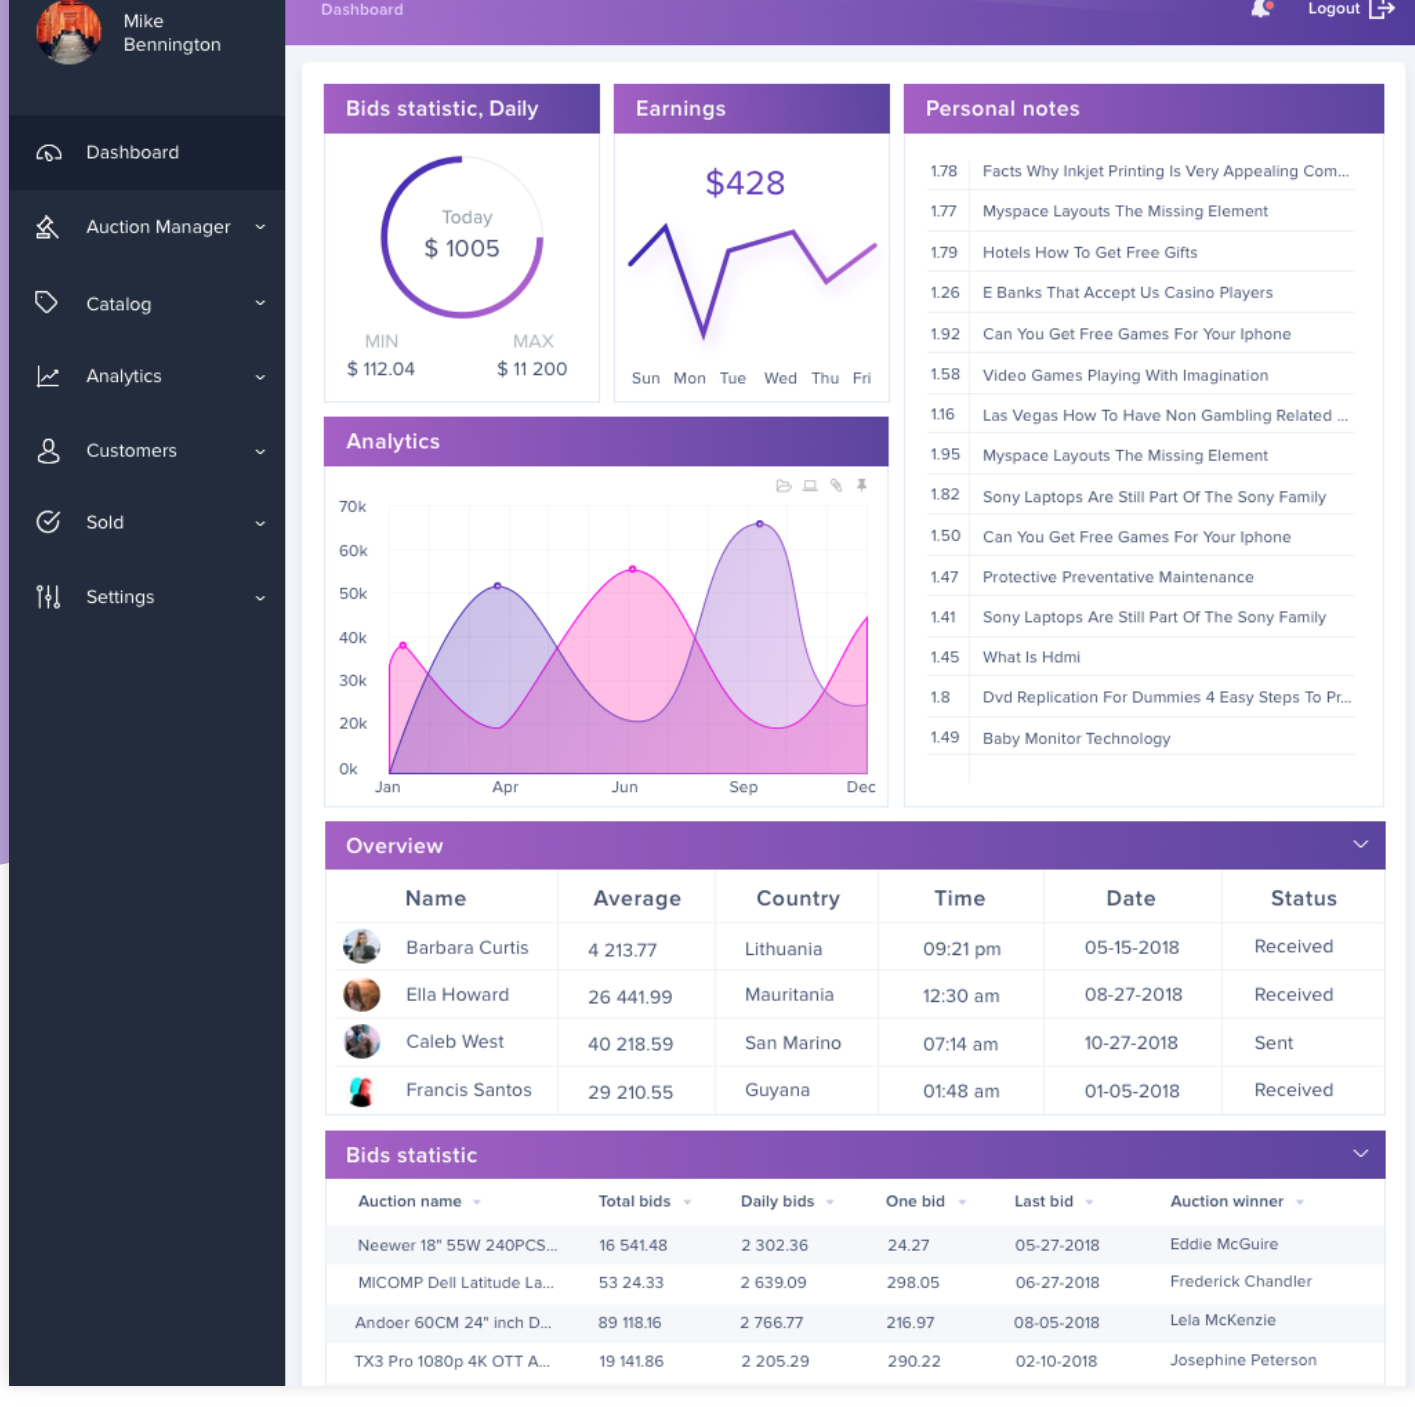 Mike
Bennington
Dashboard
Logout
Dashboard
Auction Manager
Catalog
Analytics
Customers
Sold
Settings
Bids statistic, Daily
Today
$ 1005
MIN
MAX
$ 112.04
$ 11 200
Earnings
$428
Sun Mon Tue Wed Thu Fri
Personal notes
1.78 Facts Why Inkjet Printing Is Very Appealing Com...
1.77 Myspace Layouts The Missing Element
1.79 Hotels How To Get Free Gifts
1.26 E Banks That Accept Us Casino Players
1.92 Can You Get Free Games For Your Iphone
1.58 Video Games Playing With Imagination
1.16 Las Vegas How To Have Non Gambling Related ...
1.95 Myspace Layouts The Missing Element
1.82 Sony Laptops Are Still Part Of The Sony Family
1.50 Can You Get Free Games For Your Iphone
1.47 Protective Preventative Maintenance
1.41 Sony Laptops Are Still Part Of The Sony Family
1.45 What Is Hdmi
1.8 Dvd Replication For Dummies 4 Easy Steps To Pr...
1.49 Baby Monitor Technology
Analytics
70k
60k
50k
40k
30k
20k
0k
Jan Apr Jun Sep Dec
Overview
Name Average Country Time Date Status
Barbara Curtis 4 213.77 Lithuania 09:21 pm 05-15-2018 Received
Ella Howard 26 441.99 Mauritania 12:30 am 08-27-2018 Received
Caleb West 40 218.59 San Marino 07:14 am 10-27-2018 Sent
Francis Santos 29 210.55 Guyana 01:48 am 01-05-2018 Received
Bids statistic
Auction name Total bids Daily bids One bid Last bid Auction winner
Neewer 18" 55W 240PCS... 16 541.48 2 302.36 24.27 05-27-2018 Eddie McGuire
MICOMP Dell Latitude La... 53 24.33 2 639.09 298.05 06-27-2018 Frederick Chandler
Andoer 60CM 24" inch D... 89 118.16 2 766.77 216.97 08-05-2018 Lela McKenzie
TX3 Pro 1080p 4K OTT A... 19 141.86 2 205.29 290.22 02-10-2018 Josephine Peterson